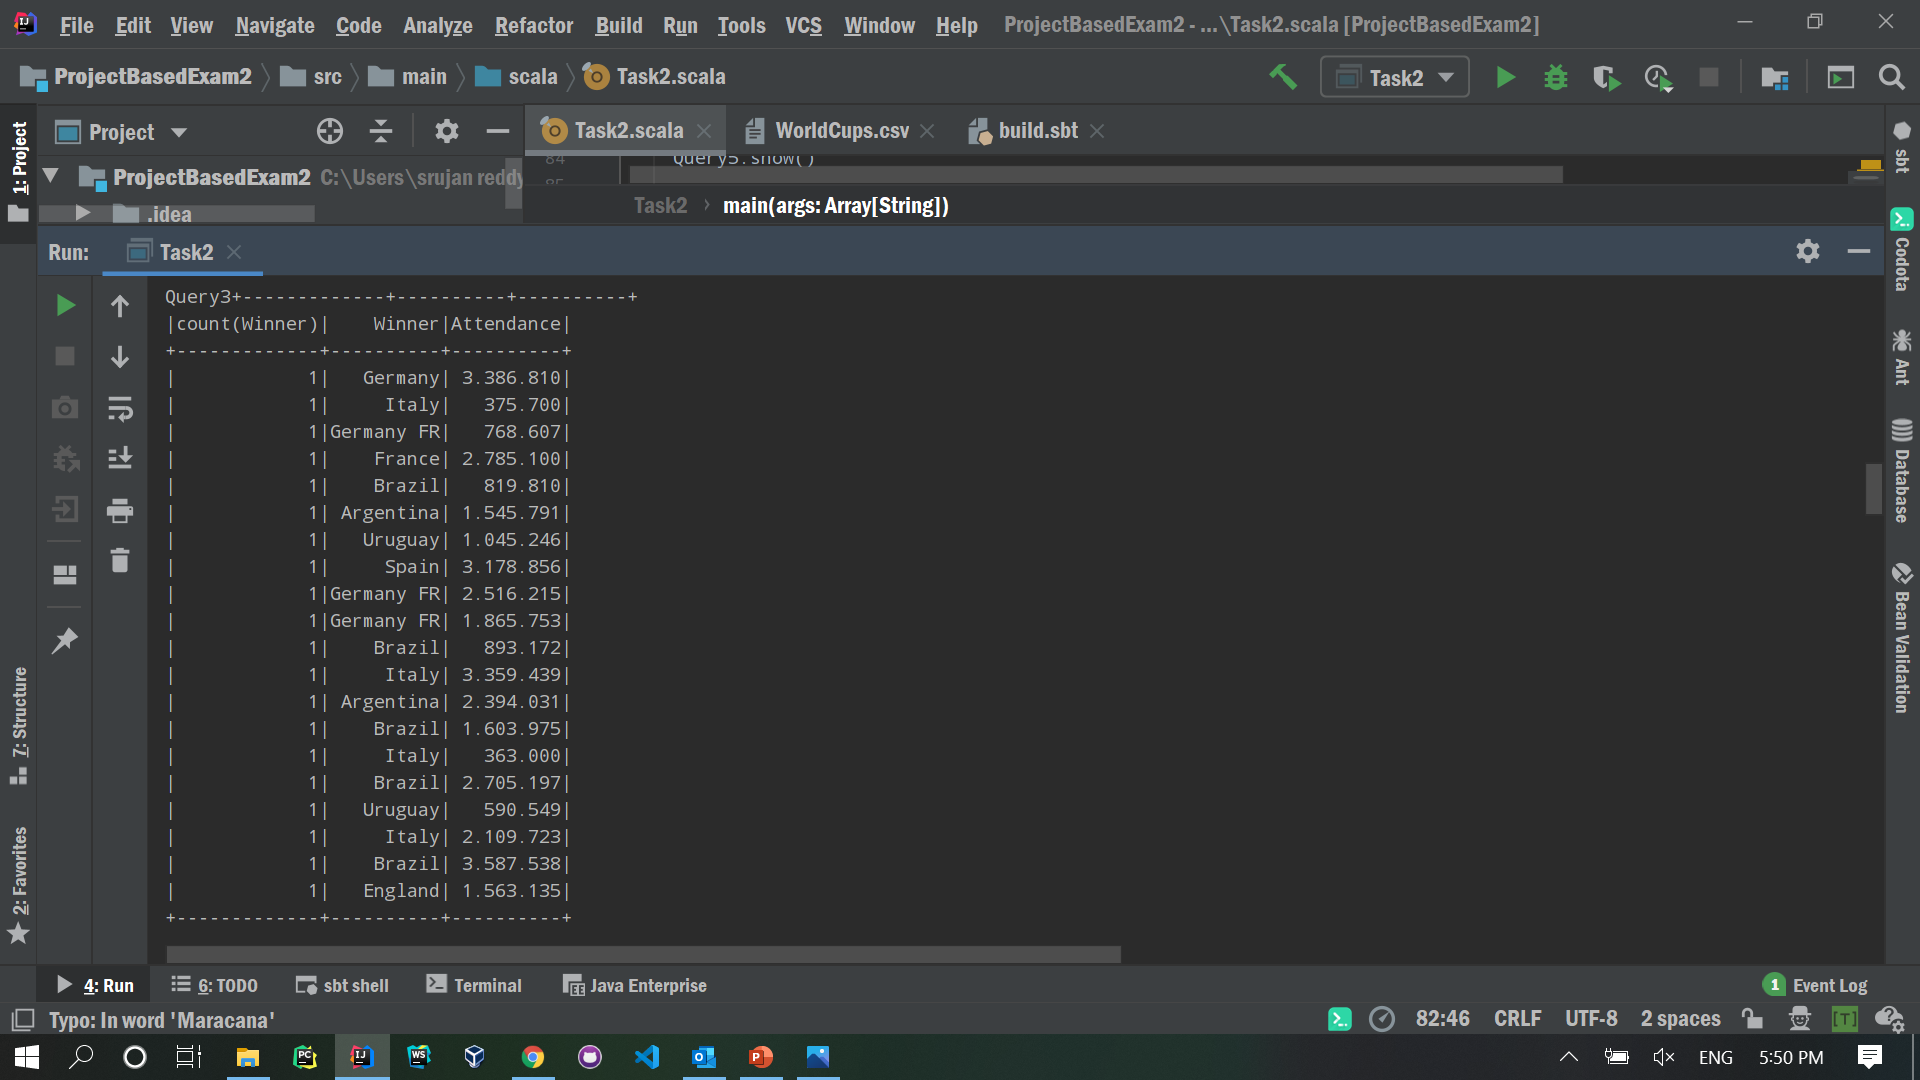 File Edit View Navigate Code Analyze Refactor Build Run Tools VCS Window Help ProjectBasedExam2 - ...\Task2.scala [ProjectBasedExam2]
ProjectBasedExam2 src main scala Task2.scala Task2
1: Project
Project
Task2.scala WorldCups.csv build.sbt
84 Query5.show()
85
ProjectBasedExam2 C:\Users\srujan reddy
.idea
Task2 main(args: Array[String])
Run: Task2
Query3+-------------+----------+----------+
|count(Winner)|    Winner|Attendance|
+-------------+----------+----------+
|            1|   Germany| 3.386.810|
|            1|     Italy|   375.700|
|            1|Germany FR|   768.607|
|            1|    France| 2.785.100|
|            1|    Brazil|   819.810|
|            1| Argentina| 1.545.791|
|            1|   Uruguay| 1.045.246|
|            1|     Spain| 3.178.856|
|            1|Germany FR| 2.516.215|
|            1|Germany FR| 1.865.753|
|            1|    Brazil|   893.172|
|            1|     Italy| 3.359.439|
|            1| Argentina| 2.394.031|
|            1|    Brazil| 1.603.975|
|            1|     Italy|   363.000|
|            1|    Brazil| 2.705.197|
|            1|   Uruguay|   590.549|
|            1|     Italy| 2.109.723|
|            1|    Brazil| 3.587.538|
|            1|   England| 1.563.135|
+-------------+----------+----------+
7: Structure
2: Favorites
sbt
Codota
Ant
Database
Bean Validation
4: Run 6: TODO sbt shell Terminal Java Enterprise 1 Event Log
Typo: In word 'Maracana' 82:46 CRLF UTF-8 2 spaces [T]
PC IJ WS P ENG 5:50 PM